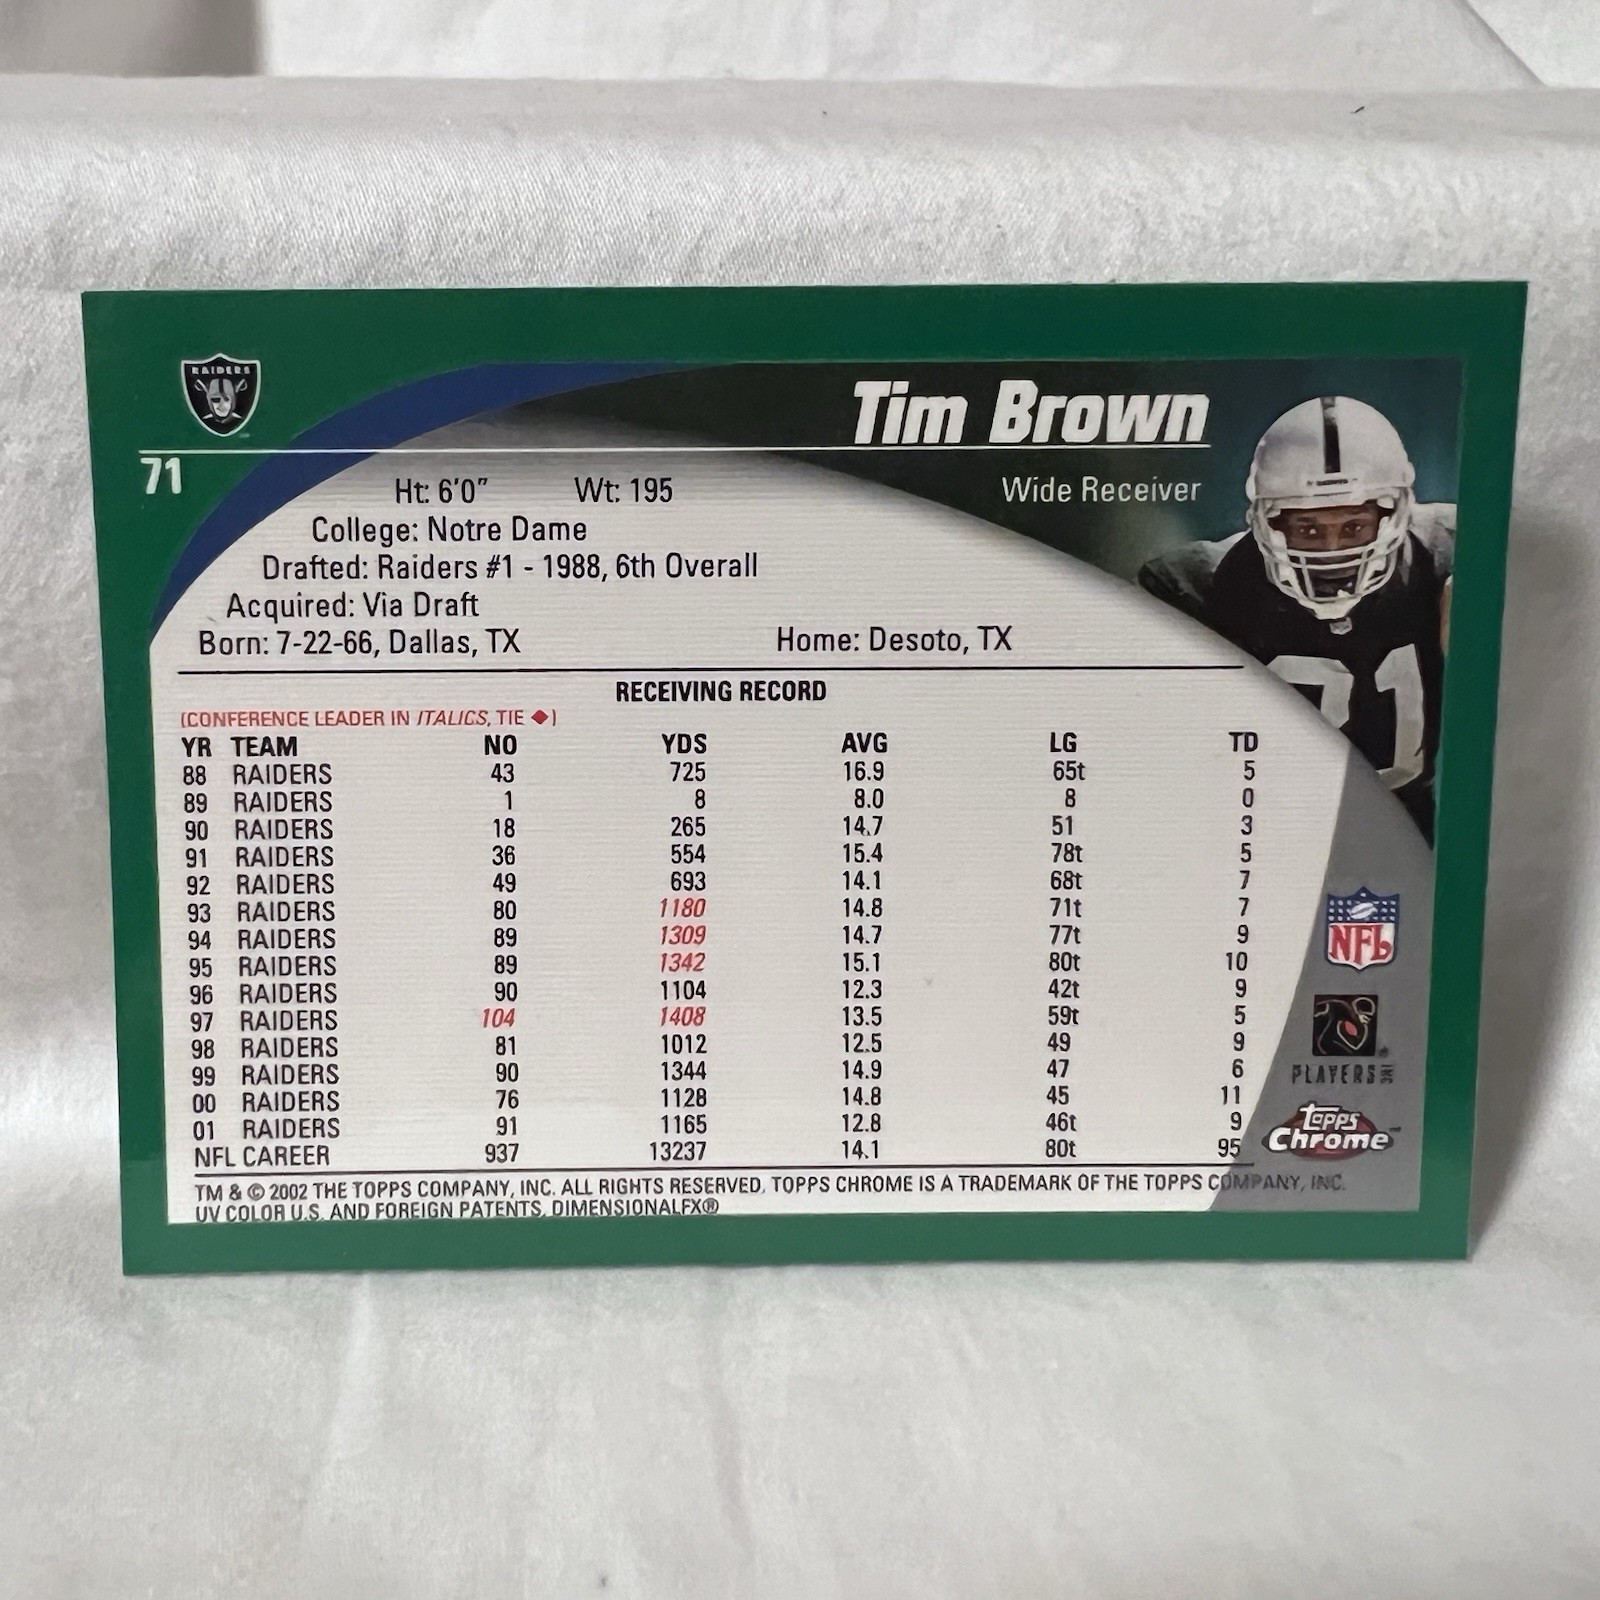 RAIDERS
71
Tim Brown
Wide Receiver
Ht: 6'0" Wt: 195
College: Notre Dame
Drafted: Raiders #1 - 1988, 6th Overall
Acquired: Via Draft
Born: 7-22-66, Dallas, TX Home: Desoto, TX
RECEIVING RECORD
(CONFERENCE LEADER IN ITALICS, TIE ◆)
YR TEAM NO YDS AVG LG TD
88 RAIDERS 43 725 16.9 65t 5
89 RAIDERS 1 8 8.0 8 0
90 RAIDERS 18 265 14.7 51 3
91 RAIDERS 36 554 15.4 78t 5
92 RAIDERS 49 693 14.1 68t 7
93 RAIDERS 80 1180 14.8 71t 7
94 RAIDERS 89 1309 14.7 77t 9
95 RAIDERS 89 1342 15.1 80t 10
96 RAIDERS 90 1104 12.3 42t 9
97 RAIDERS 104 1408 13.5 59t 5
98 RAIDERS 81 1012 12.5 49 9
99 RAIDERS 90 1344 14.9 47 6
00 RAIDERS 76 1128 14.8 45 11
01 RAIDERS 91 1165 12.8 46t 9
NFL CAREER 937 13237 14.1 80t 95
81
NFL
PLAYERS INC
Topps
Chrome
TM & © 2002 THE TOPPS COMPANY, INC. ALL RIGHTS RESERVED, TOPPS CHROME IS A TRADEMARK OF THE TOPPS COMPANY, INC.
UV COLOR U.S. AND FOREIGN PATENTS, DIMENSIONALFX®